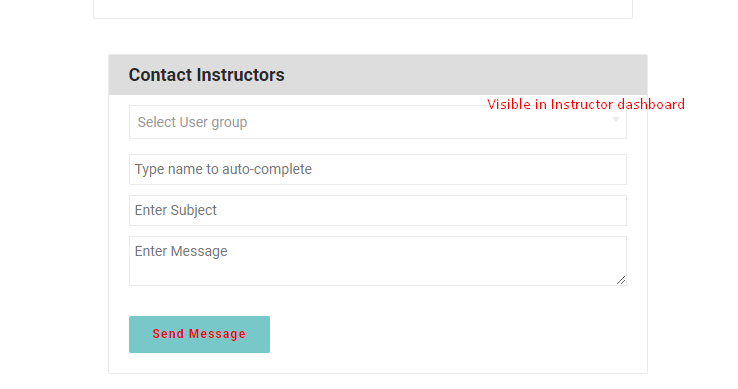 Contact Instructors
Visible in Instructor dashboard
Select User group
Type name to auto-complete
Enter Subject
Enter Message
Send Message